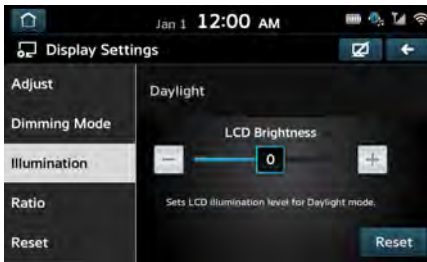 Jan 1 12:00 AM
Display Settings
Adjust
Daylight
Dimming Mode
LCD Brightness
Illumination
0
Ratio
Sets LCD illumination level for Daylight mode.
Reset
Reset